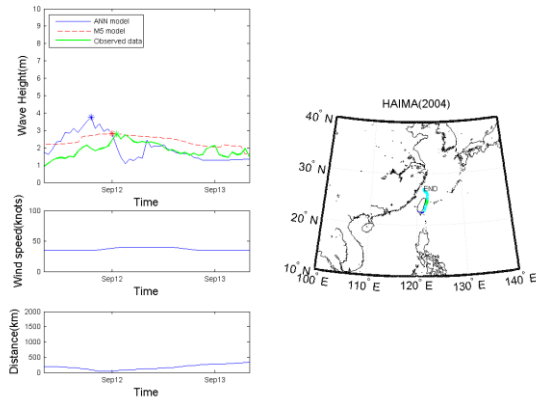 10
9
8
7
6
5
4
3
2
1
0
Wave Height(m)
ANN model
M5 model
Observed data
Sep12
Sep13
Time
100
50
0
Wind speed(Knots)
Sep12
Sep13
Time
2000
1500
1000
500
0
Distance(km)
Sep12
Sep13
Time
HAIMA(2004)
40° N
30° N
20° N
10° N
END
100° E
110° E
120° E
130° E
140° E